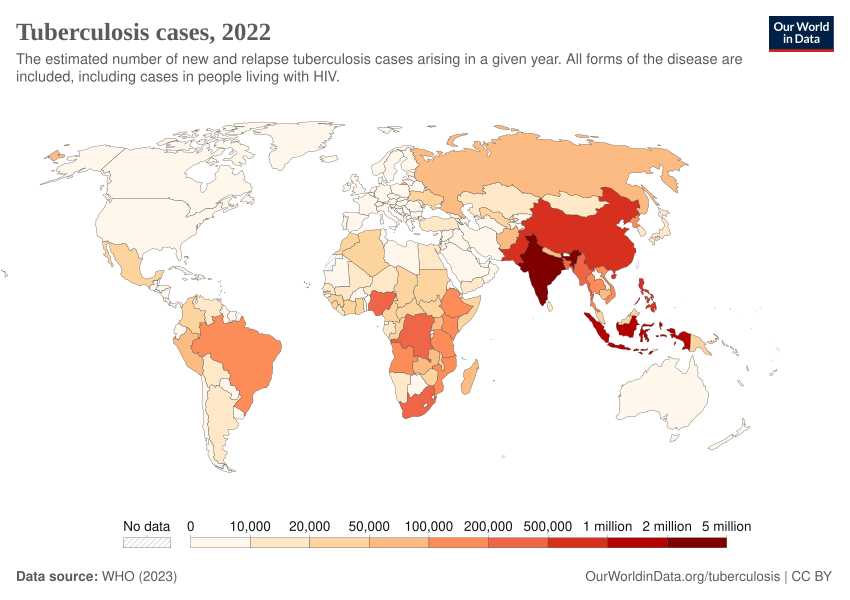 Tuberculosis cases, 2022
Our World
in Data
The estimated number of new and relapse tuberculosis cases arising in a given year. All forms of the disease are
included, including cases in people living with HIV.
No data
0
10,000
20,000
50,000
100,000
200,000
500,000
1 million
2 million
5 million
Data source: WHO (2023)
OurWorldinData.org/tuberculosis | CC BY